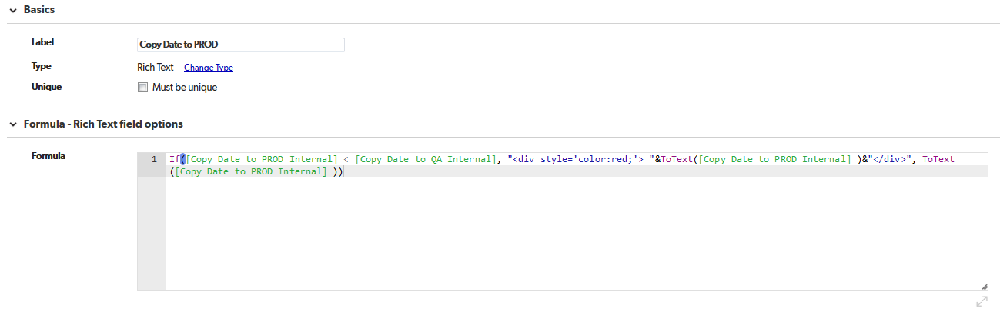 Basics
Label Copy Date to PROD
Type Rich Text Change Type
Unique Must be unique
Formula - Rich Text field options
Formula
1 If([Copy Date to PROD Internal] < [Copy Date to QA Internal], "<div style='color:red;'> "&ToText([Copy Date to PROD Internal] )&"</div>", ToText
([Copy Date to PROD Internal] ))